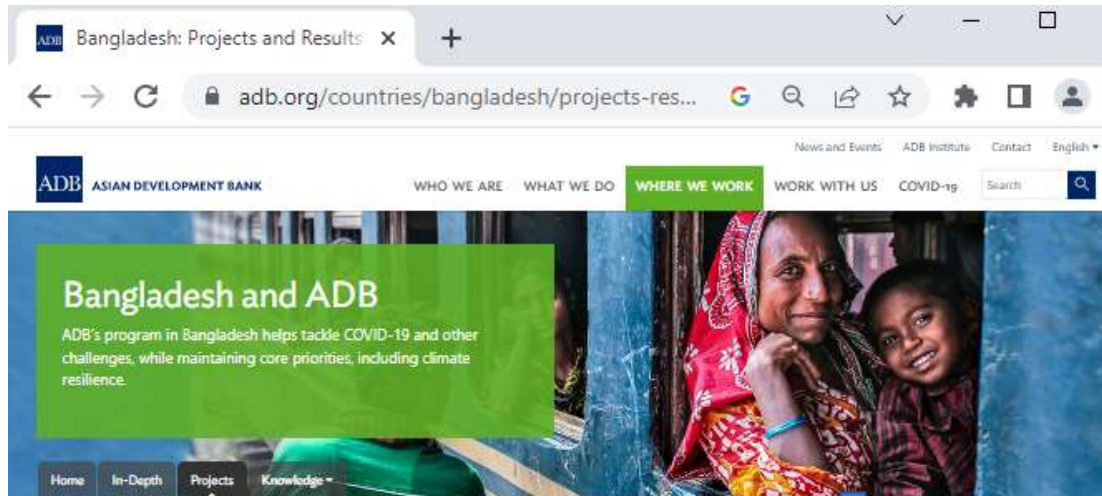 ADB Bangladesh: Projects and Results
adb.org/countries/bangladesh/projects-res...
News and Events ADB Institute Contact English
ADB ASIAN DEVELOPMENT BANK WHO WE ARE WHAT WE DO WHERE WE WORK WORK WITH US COVID-19 Search
Bangladesh and ADB
ADB's program in Bangladesh helps tackle COVID-19 and other
challenges, while maintaining core priorities, including climate
resilience.
Home In-Depth Projects Knowledge